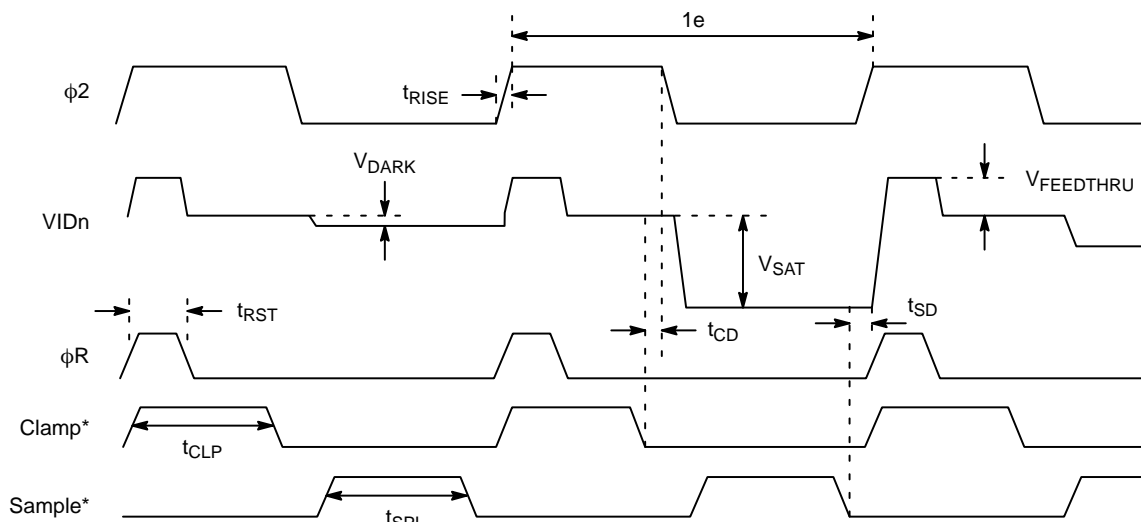 1e
φ2
tRISE
VDARK
VFEEDTHRU
VIDn
VSAT
tRST
tSD
tCD
φR
Clamp*
tCLP
Sample*